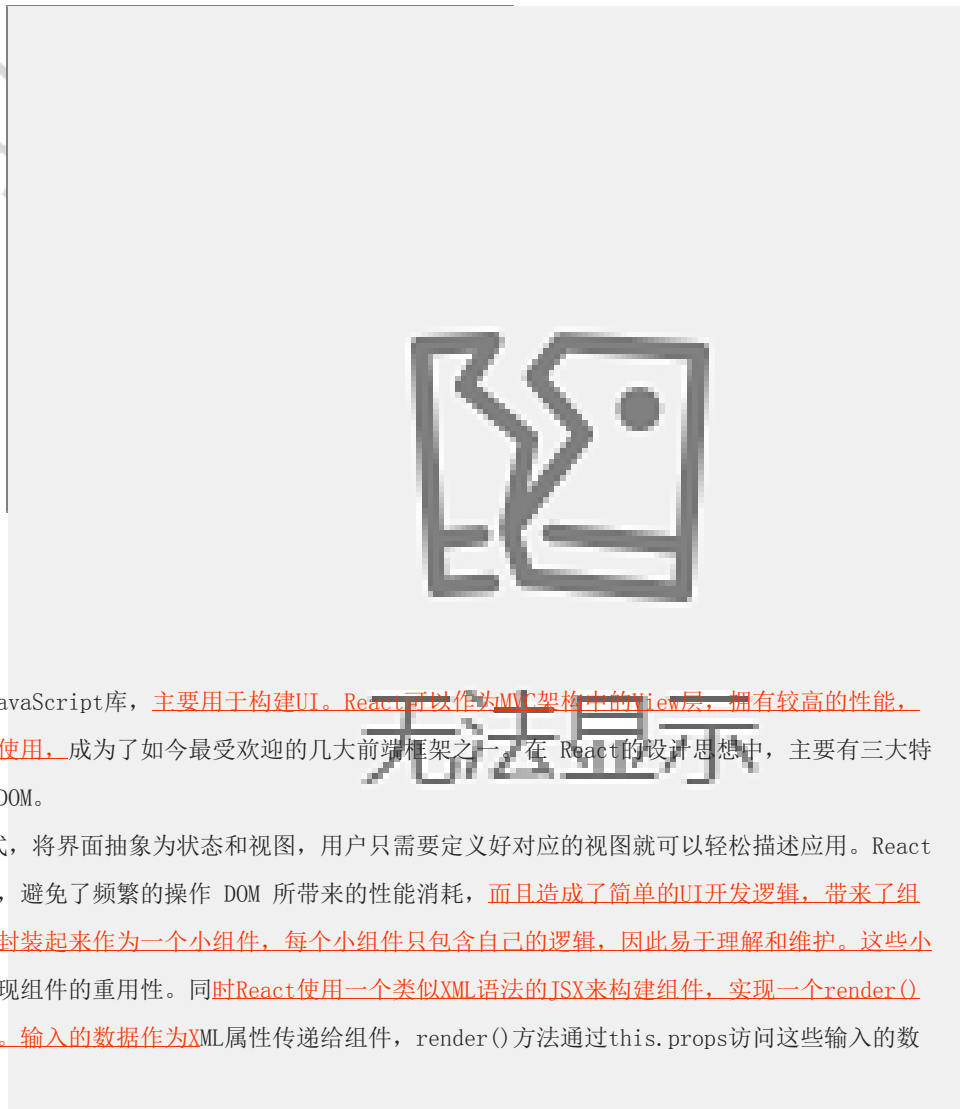 无法显示
avaScript库，主要用于构建UI。React可以作为MVC架构中的View层，拥有较高的性能，
使用，成为了如今最受欢迎的几大前端框架之一。在 React的设计思想中，主要有三大特
DOM。
，将界面抽象为状态和视图，用户只需要定义好对应的视图就可以轻松描述应用。React
，避免了频繁的操作 DOM 所带来的性能消耗，而且造成了简单的UI开发逻辑，带来了组
封装起来作为一个小组件，每个小组件只包含自己的逻辑，因此易于理解和维护。这些小
现组件的重用性。同时React使用一个类似XML语法的JSX来构建组件，实现一个render()
。输入的数据作为XML属性传递给组件，render()方法通过this.props访问这些输入的数